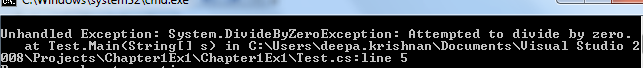 C:\Windows\system32\cmd.exe
Unhandled Exception: System.DivideByZeroException: Attempted to divide by zero.
   at Test.Main(String[] s) in C:\Users\deepa.krishnan\Documents\Visual Studio 2
008\Projects\Chapter1Ex1\Chapter1Ex1\Test.cs:line 5